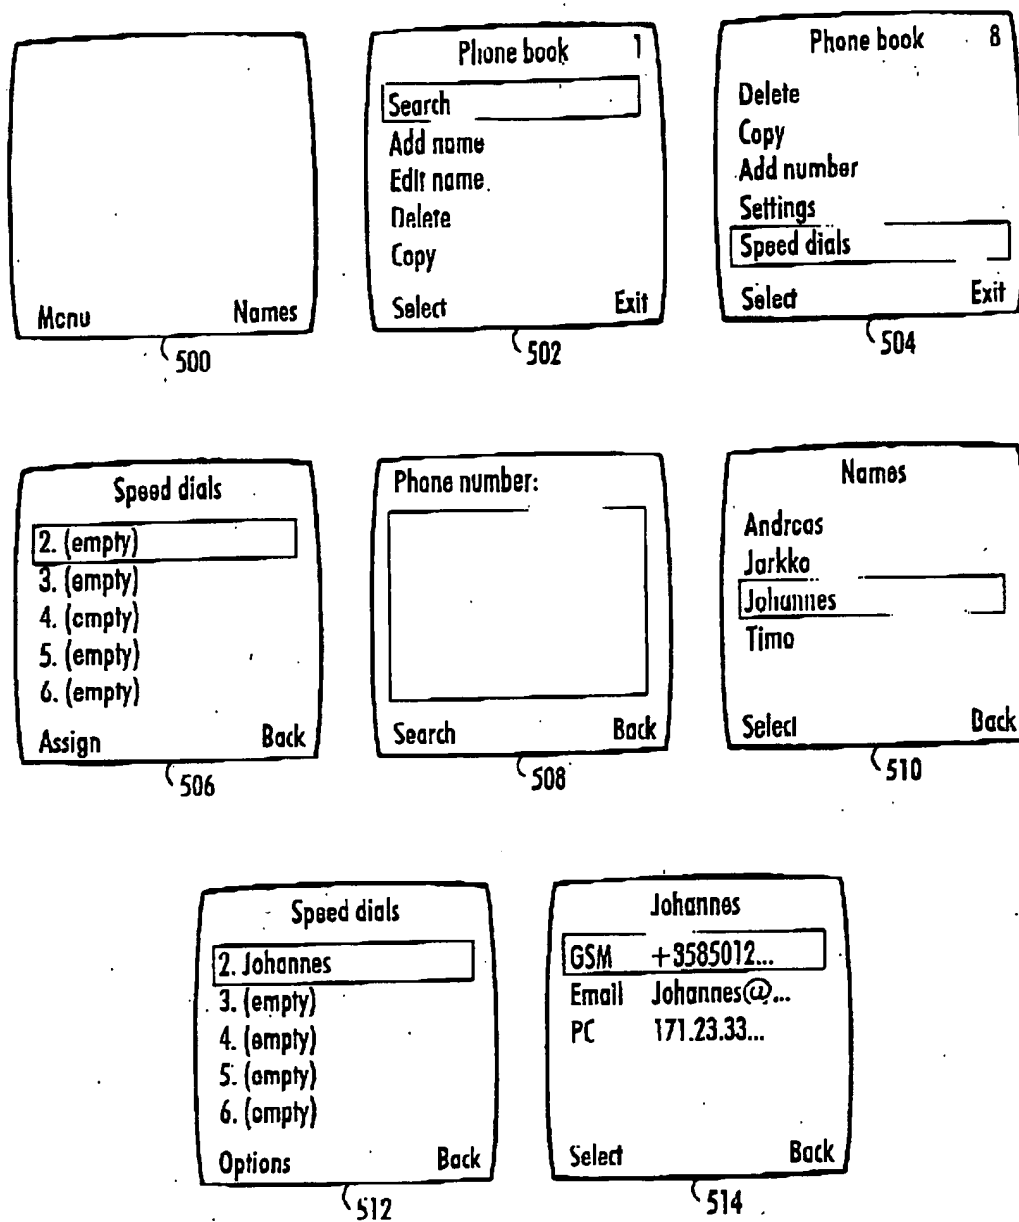 Menu Names
500
Phone book 1
Search
Add name
Edit name
Delete
Copy
Select Exit
502
Phone book 8
Delete
Copy
Add number
Settings
Speed dials
Select Exit
504
Speed dials
2. (empty)
3. (empty)
4. (empty)
5. (empty)
6. (empty)
Assign Back
506
Phone number:
Search Back
508
Names
Andreas
Jarkko
Johannes
Timo
Select Back
510
Speed dials
2. Johannes
3. (empty)
4. (empty)
5. (empty)
6. (empty)
Options Back
512
Johannes
GSM +3585012...
Email Johannes@...
PC 171.23.33...
Select Back
514